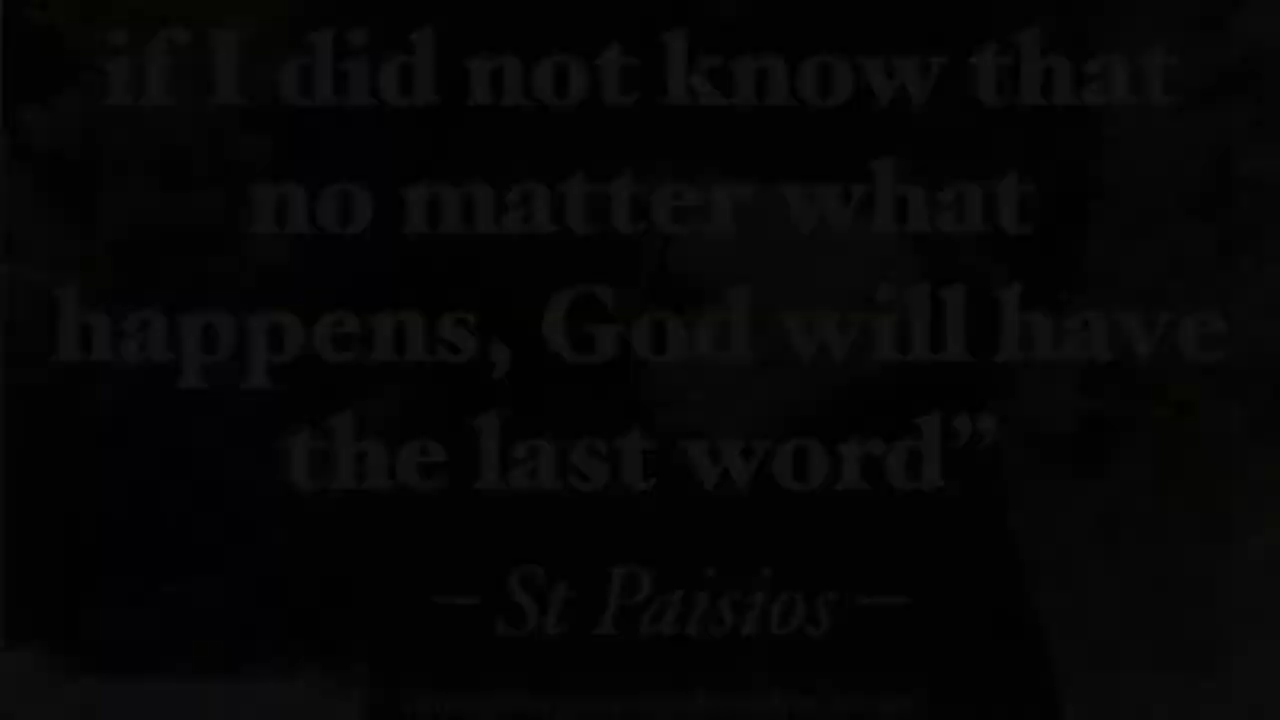 if I did not know that
no matter what
happens, God will have
the last word”
– St Paisios –